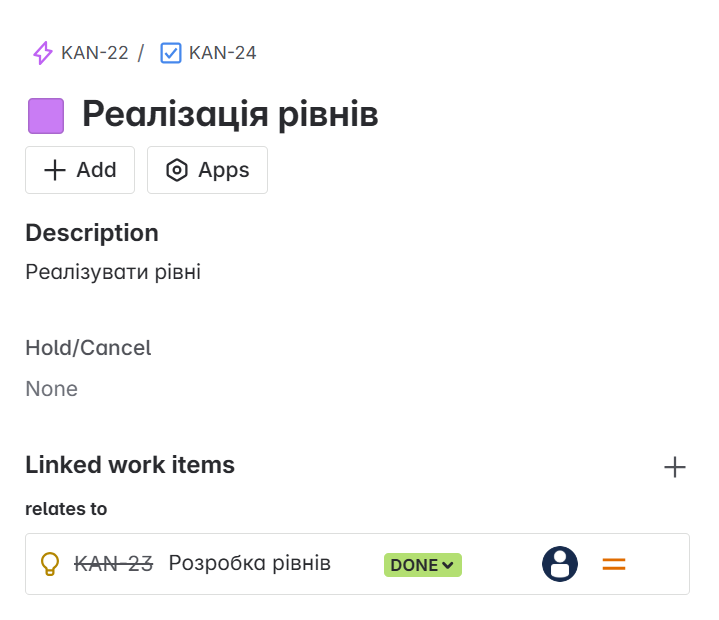 KAN-22 / KAN-24
Реалізація рівнів
Add Apps
Description
Реалізувати рівні
Hold/Cancel
None
Linked work items
relates to
KAN-23 Розробка рівнів DONE